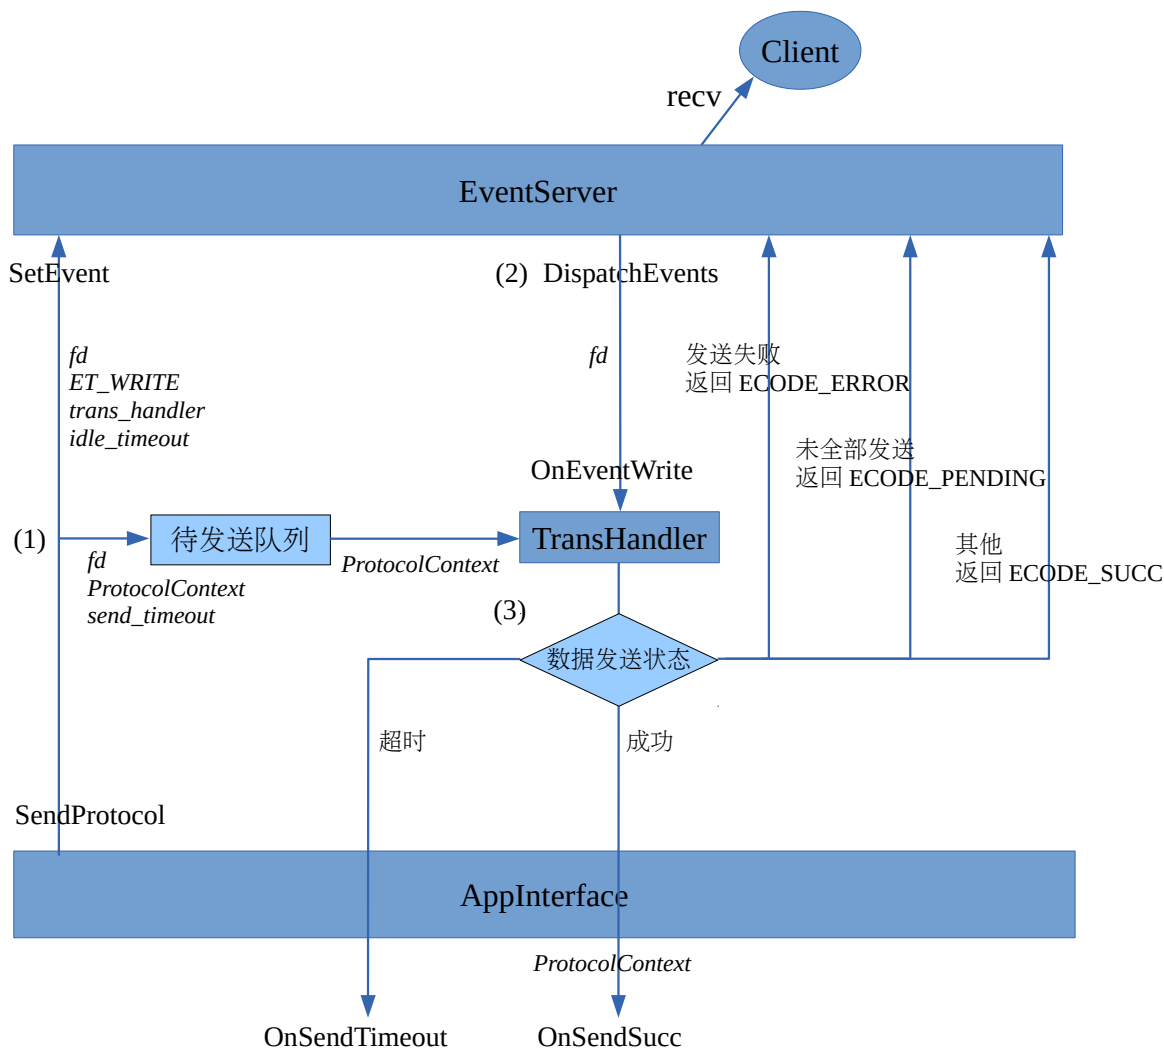 Client
recv
EventServer
SetEvent
(2) DispatchEvents
fd
ET_WRITE
trans_handler
idle_timeout
fd
发送失败
返回 ECODE_ERROR
未全部发送
返回 ECODE_PENDING
OnEventWrite
其他
返回 ECODE_SUCC
(1)
待发送队列
TransHandler
fd
ProtocolContext
send_timeout
ProtocolContext
(3)
数据发送状态
超时
成功
SendProtocol
AppInterface
ProtocolContext
OnSendTimeout
OnSendSucc